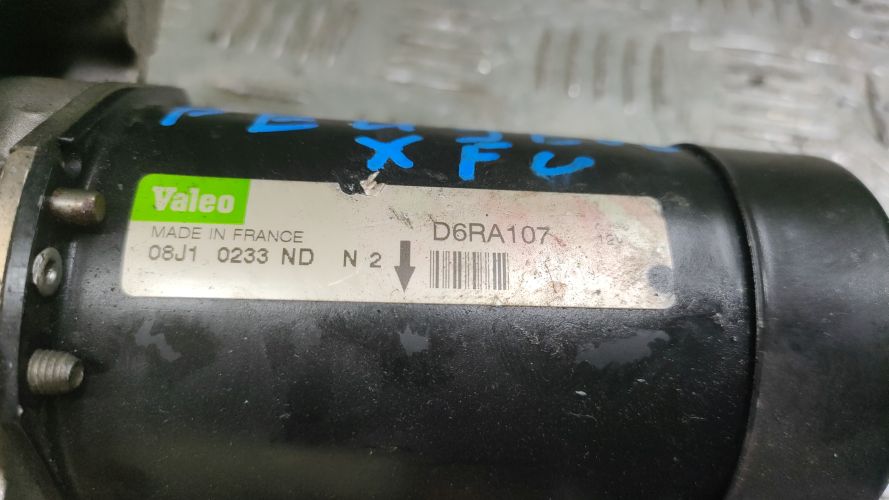 XFU
Valeo
MADE IN FRANCE
08J1 0233 ND N 2
D6RA107
12V